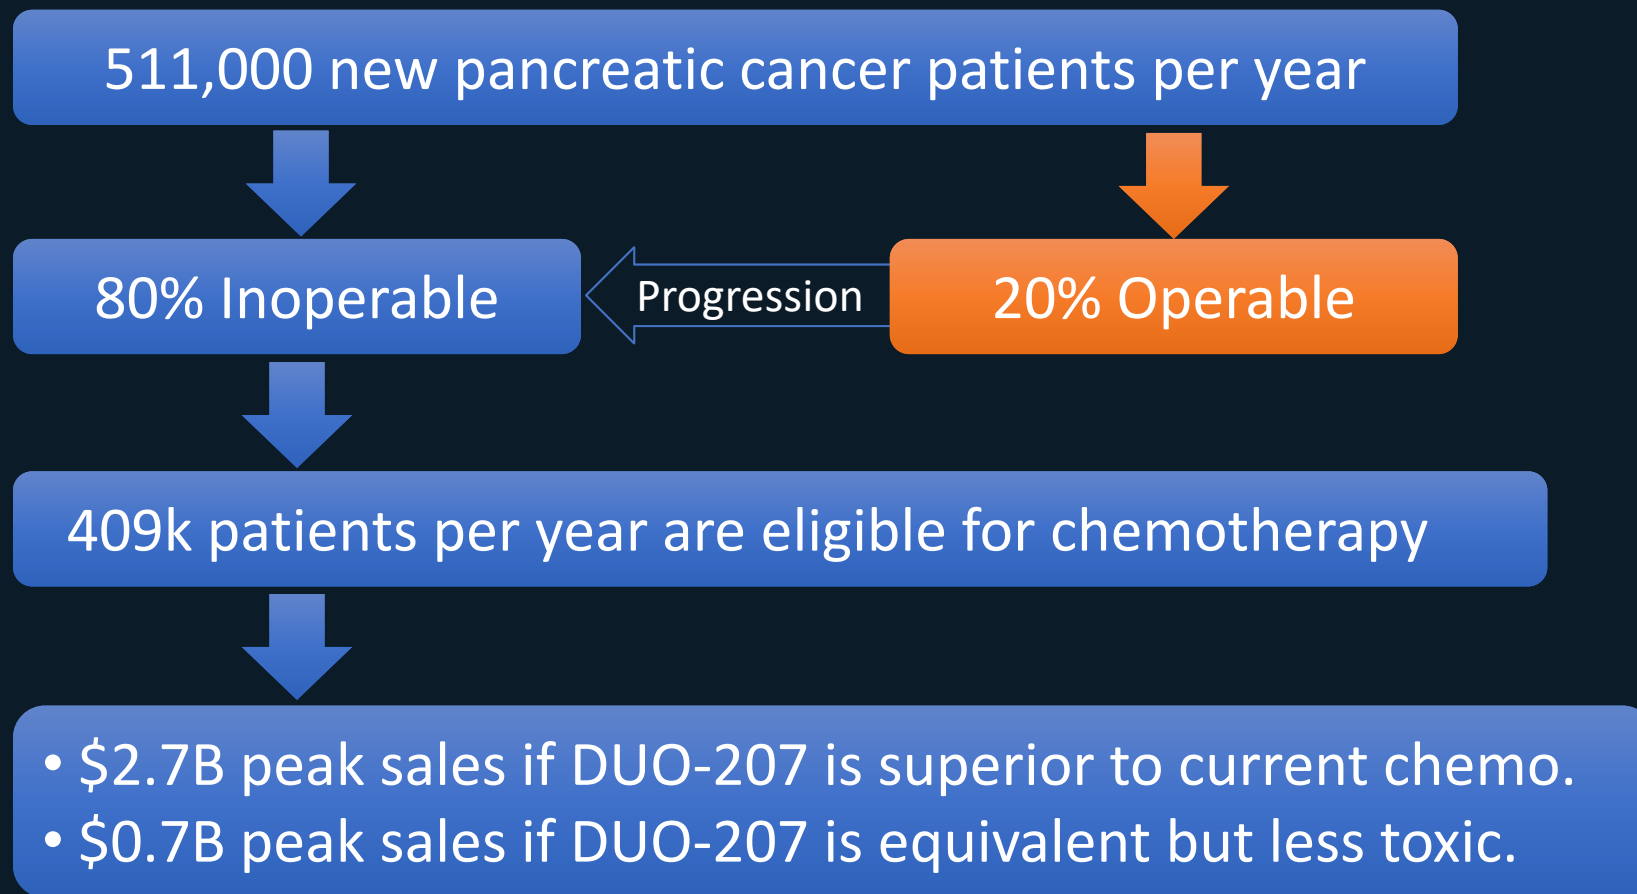 511,000 new pancreatic cancer patients per year
80% Inoperable
Progression
20% Operable
409k patients per year are eligible for chemotherapy
• $2.7B peak sales if DUO-207 is superior to current chemo.
• $0.7B peak sales if DUO-207 is equivalent but less toxic.